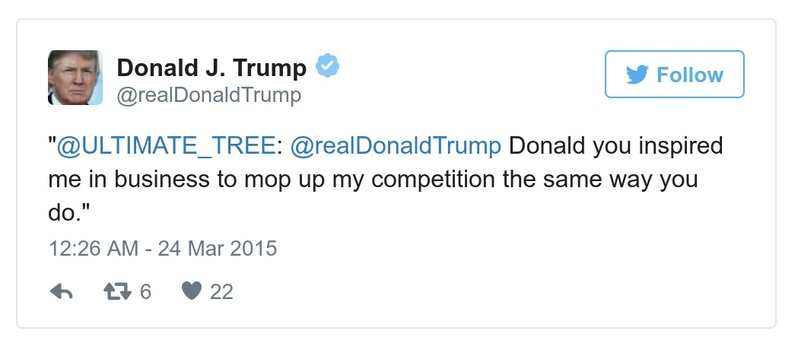 Donald J. Trump
@realDonaldTrump
Follow
"@ULTIMATE_TREE: @realDonaldTrump Donald you inspired
me in business to mop up my competition the same way you
do."
12:26 AM - 24 Mar 2015
6 22